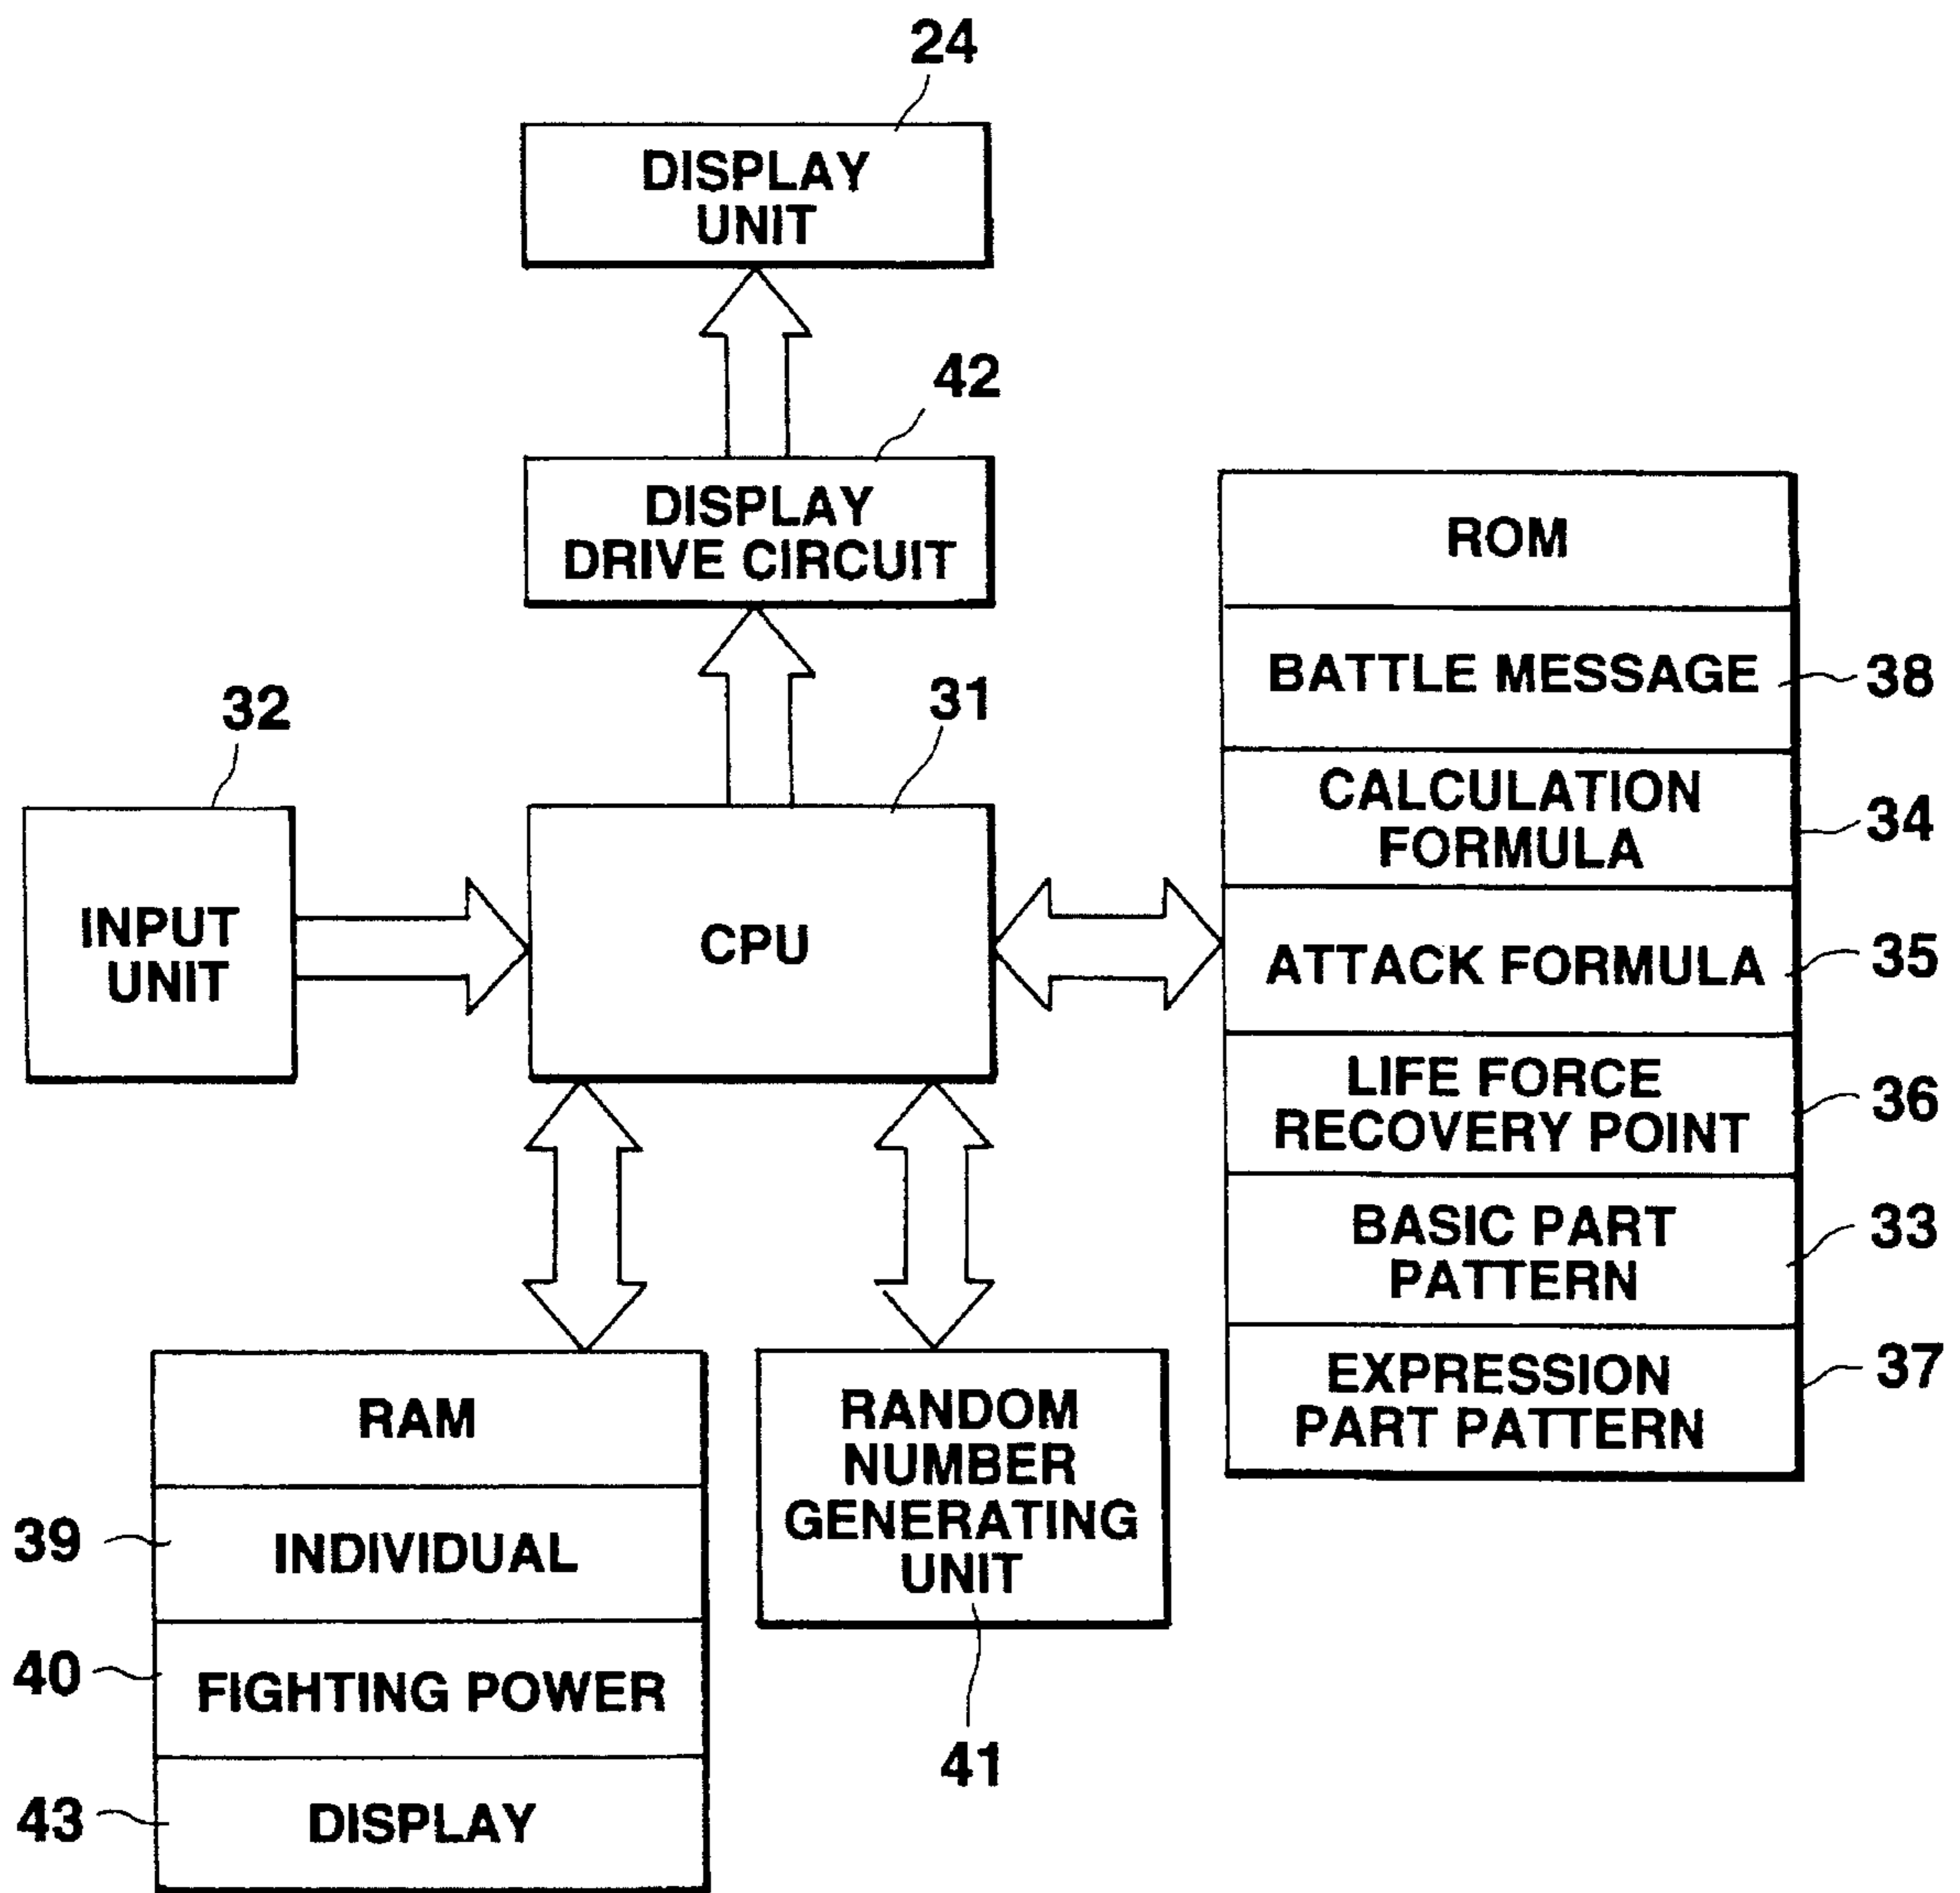 24
DISPLAY
UNIT
42
DISPLAY
DRIVE CIRCUIT
31
32
INPUT
UNIT
CPU
ROM
BATTLE MESSAGE
38
CALCULATION
FORMULA
34
ATTACK FORMULA
35
LIFE FORCE
RECOVERY POINT
36
BASIC PART
PATTERN
33
EXPRESSION
PART PATTERN
37
RAM
39
INDIVIDUAL
40
FIGHTING POWER
43
DISPLAY
RANDOM
NUMBER
GENERATING
UNIT
41